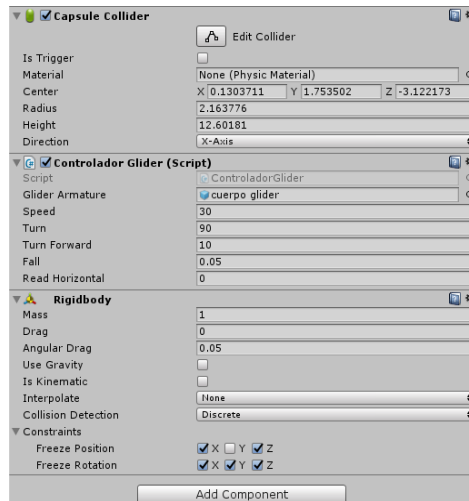 Capsule Collider
Edit Collider
Is Trigger
Material None (Physic Material)
Center X 0.1303711 Y 1.753502 Z -3.122173
Radius 2.163776
Height 12.60181
Direction X-Axis
Controlador Glider (Script)
Script ControladorGlider
Glider Armature cuerpo glider
Speed 30
Turn 90
Turn Forward 10
Fall 0.05
Read Horizontal 0
Rigidbody
Mass 1
Drag 0
Angular Drag 0.05
Use Gravity
Is Kinematic
Interpolate None
Collision Detection Discrete
Constraints
Freeze Position X Y Z
Freeze Rotation X Y Z
Add Component